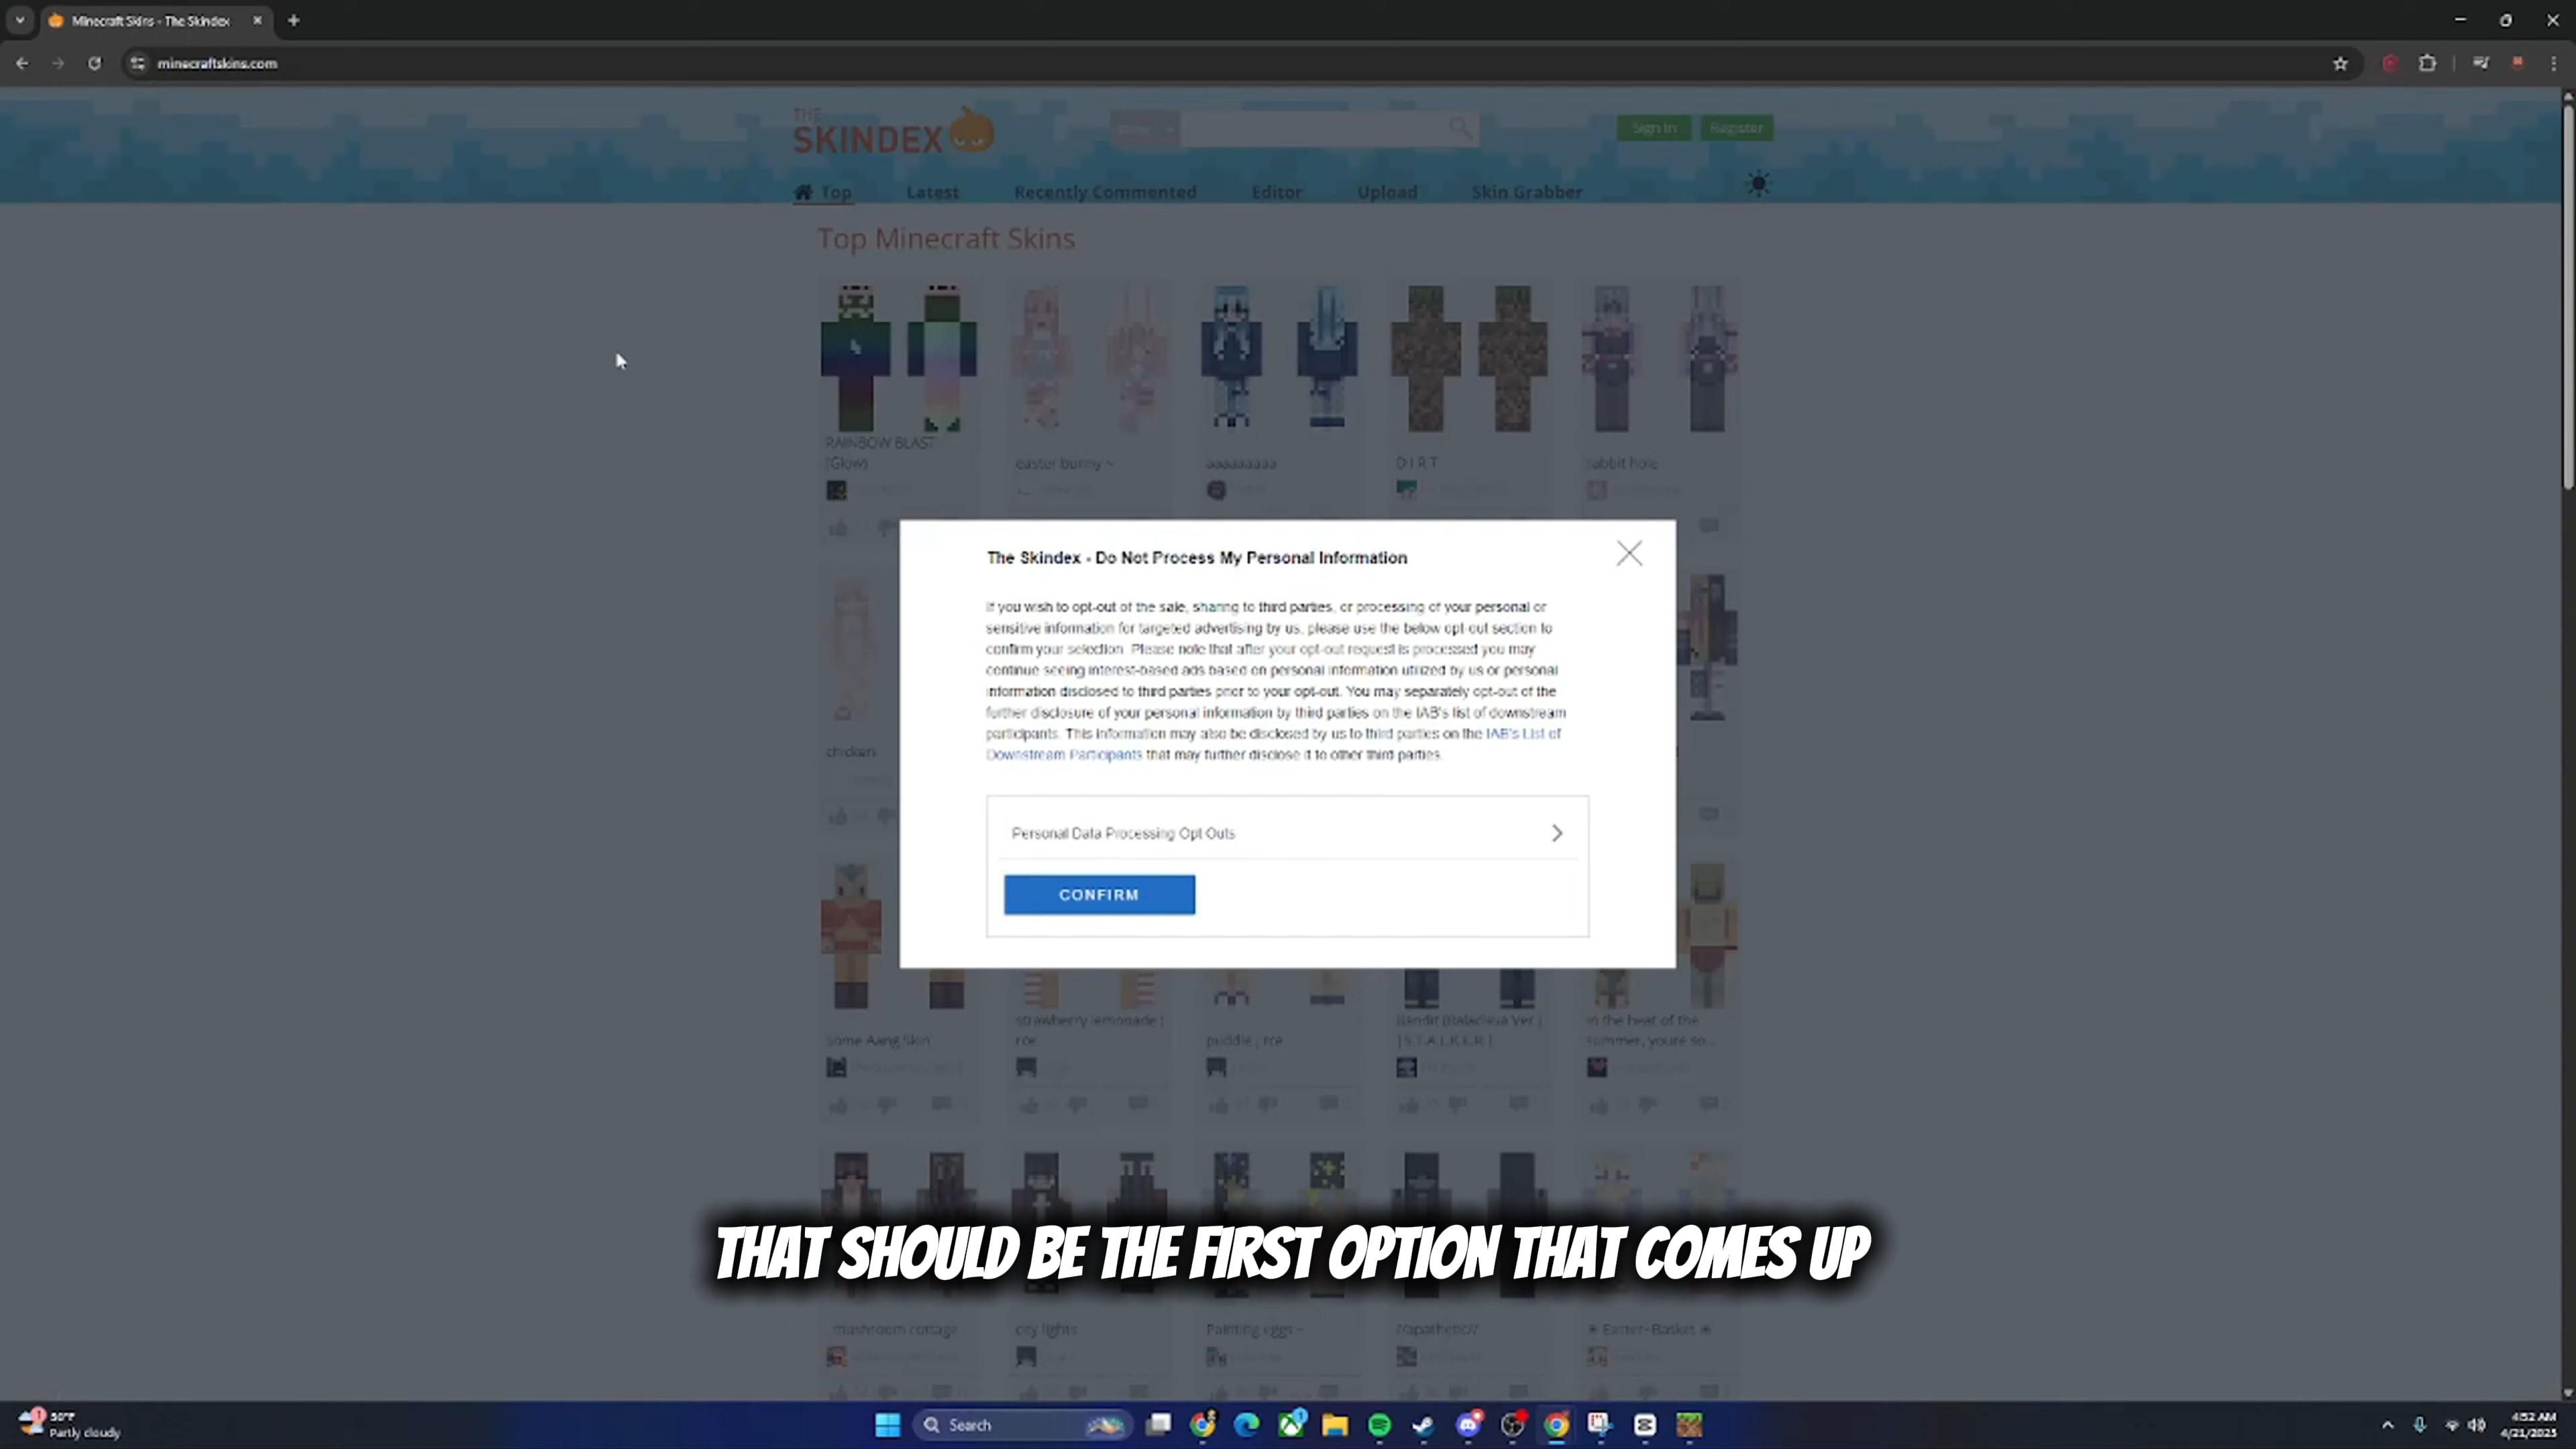 Minecraft Skins - The Skindex
minecraftskins.com
THE
SKINDEX
Sign In
Register
Top
Latest
Recently Commented
Editor
Upload
Skin Grabber
Top Minecraft Skins
RAINBOW BLAST
(Glow)
easter bunny ~
aaaaaaaaa
D I R T
rabbit hole
The Skindex - Do Not Process My Personal Information
If you wish to opt-out of the sale, sharing to third parties, or processing of your personal or
sensitive information for targeted advertising by us, please use the below opt-out section to
confirm your selection. Please note that after your opt-out request is processed you may
continue seeing interest-based ads based on personal information utilized by us or personal
information disclosed to third parties prior to your opt-out. You may separately opt-out of the
further disclosure of your personal information by third parties on the IAB's list of downstream
participants. This information may also be disclosed by us to third parties on the IAB's List of
Downstream Participants that may further disclose it to other third parties.
chicken
Personal Data Processing Opt Outs
CONFIRM
Some Aang Skin
strawberry lemonade ;
rce
puddle ; rce
Bandit (Balaclava Ver.)
[S.T.A.L.K.E.R.]
in the heat of the
summer, youre so...
THAT SHOULD BE THE FIRST OPTION THAT COMES UP
mushroom cottage
city lights
Painting eggs ~
//apathetic//
Easter~Basket
50°F
Partly cloudy
Search
4:52 AM
4/21/2025